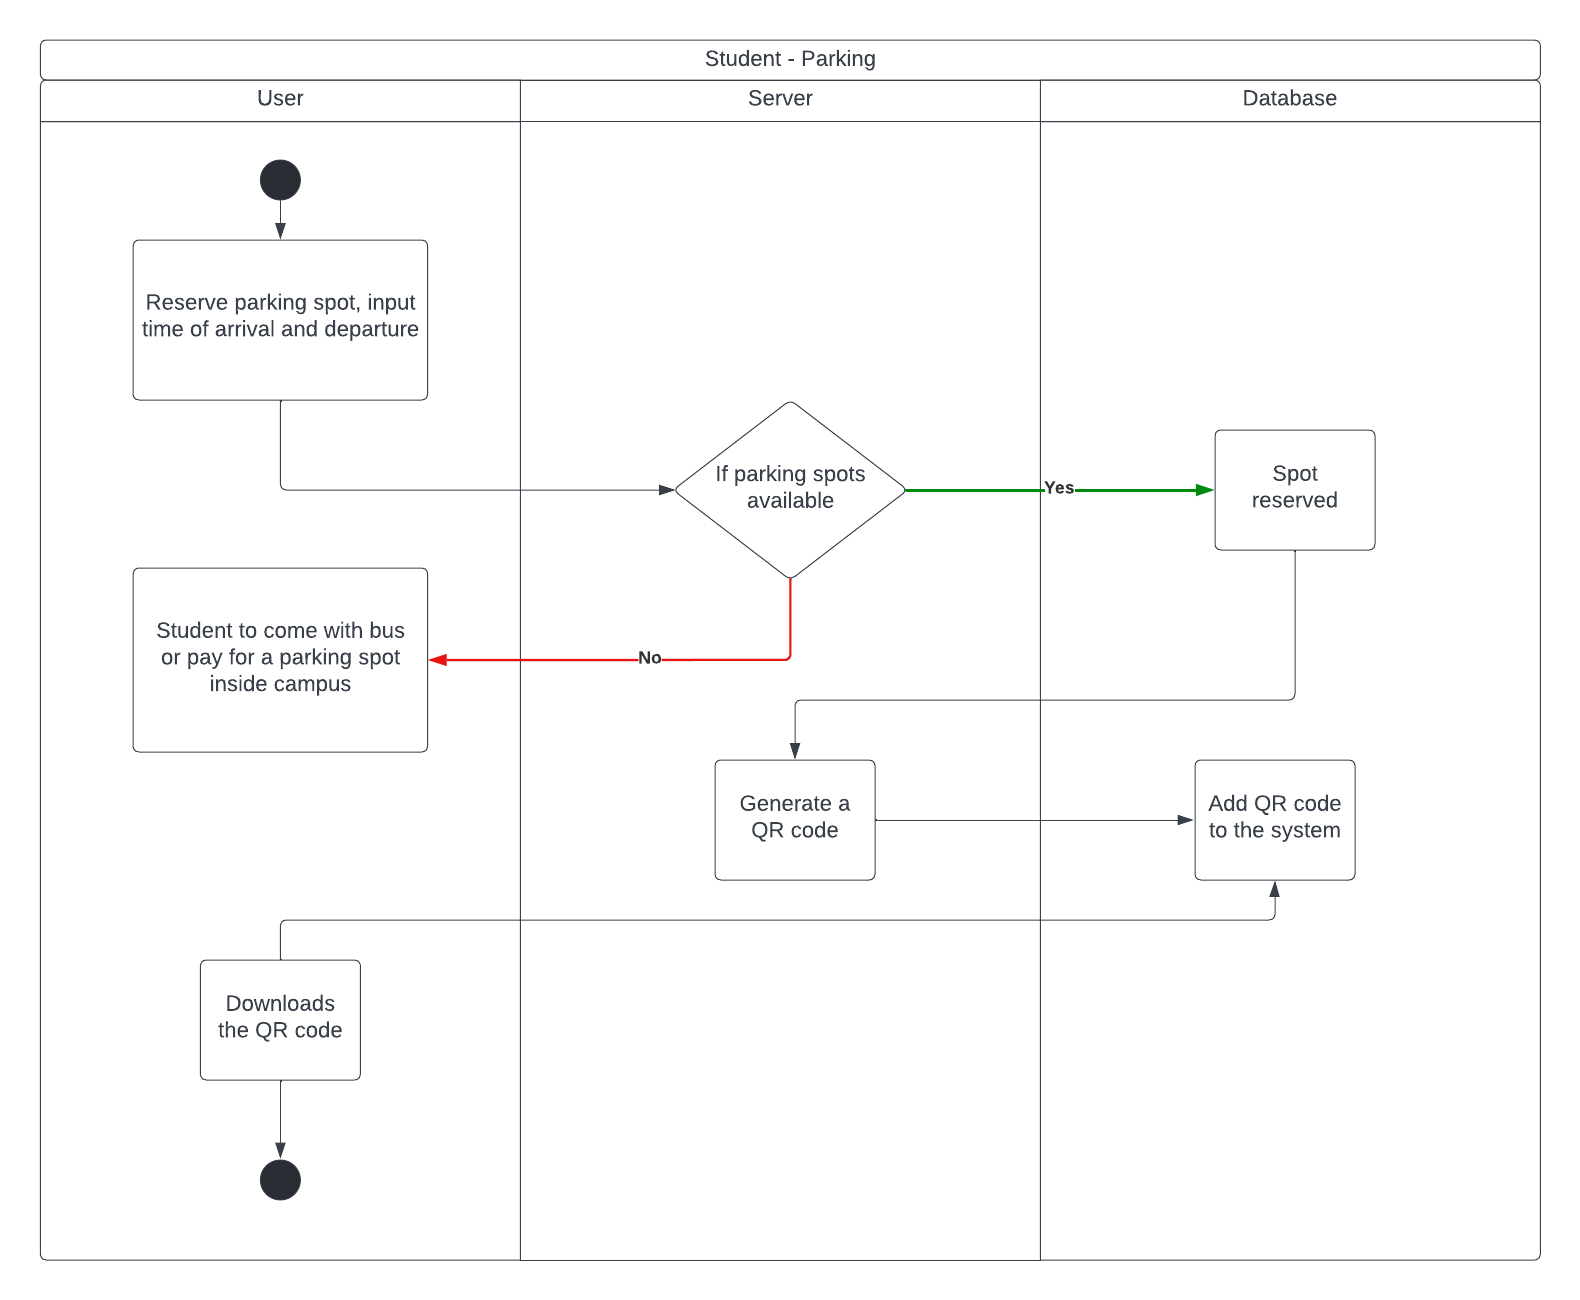 Student - Parking
User
Server
Database
Reserve parking spot, input
time of arrival and departure
If parking spots
available
Yes
Spot
reserved
Student to come with bus
or pay for a parking spot
inside campus
No
Generate a
QR code
Add QR code
to the system
Downloads
the QR code